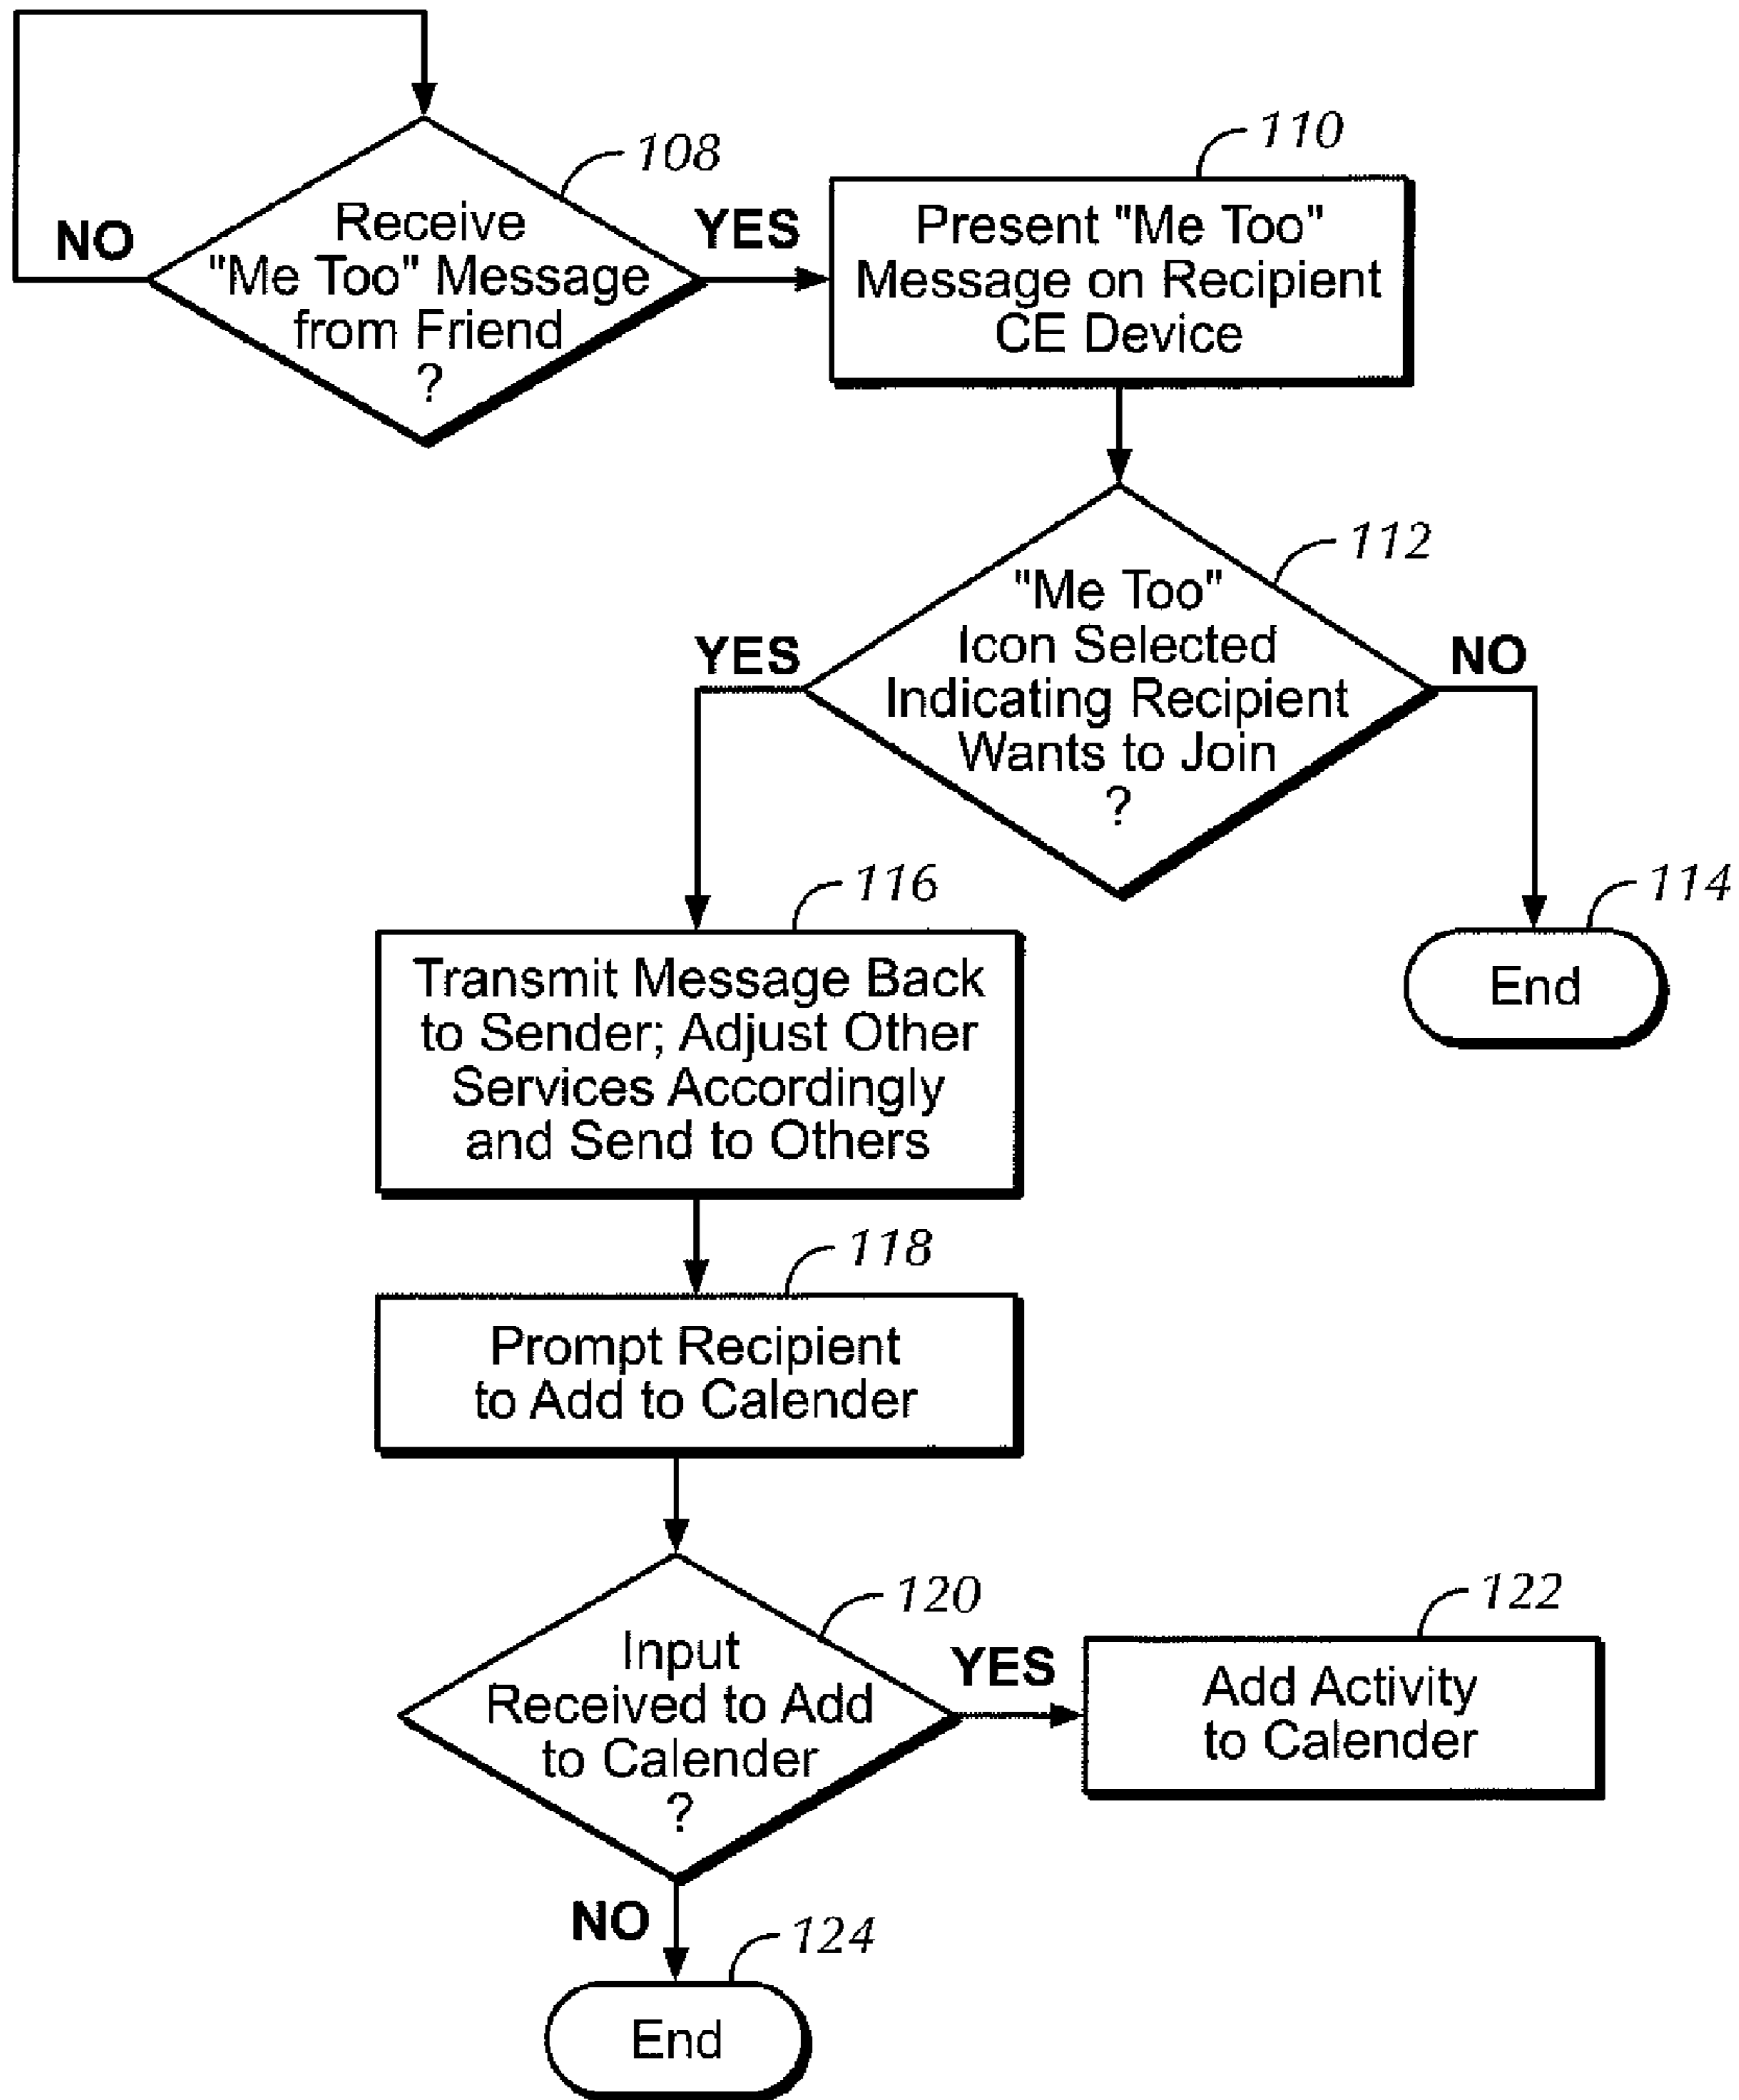 108
Receive
"Me Too" Message
from Friend
?
NO
YES
110
Present "Me Too"
Message on Recipient
CE Device
112
"Me Too"
Icon Selected
Indicating Recipient
Wants to Join
?
YES
NO
114
End
116
Transmit Message Back
to Sender; Adjust Other
Services Accordingly
and Send to Others
118
Prompt Recipient
to Add to Calender
120
Input
Received to Add
to Calender
?
YES
122
Add Activity
to Calender
NO
124
End